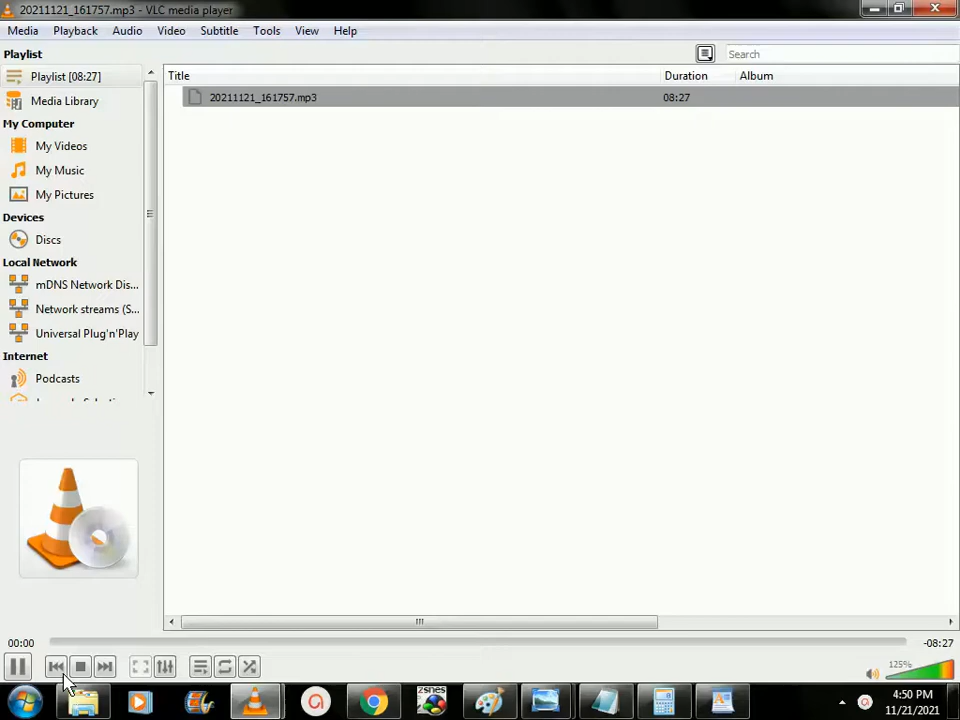 20211121_161757.mp3 - VLC media player
Media Playback Audio Video Subtitle Tools View Help
Playlist
Search
Playlist [08:27]
Title Duration Album
20211121_161757.mp3 08:27
Media Library
My Computer
My Videos
My Music
My Pictures
Devices
Discs
Local Network
mDNS Network Dis...
Network streams (S...
Universal Plug'n'Play
Internet
Podcasts
00:00 -08:27
125%
zsnes
4:50 PM
11/21/2021